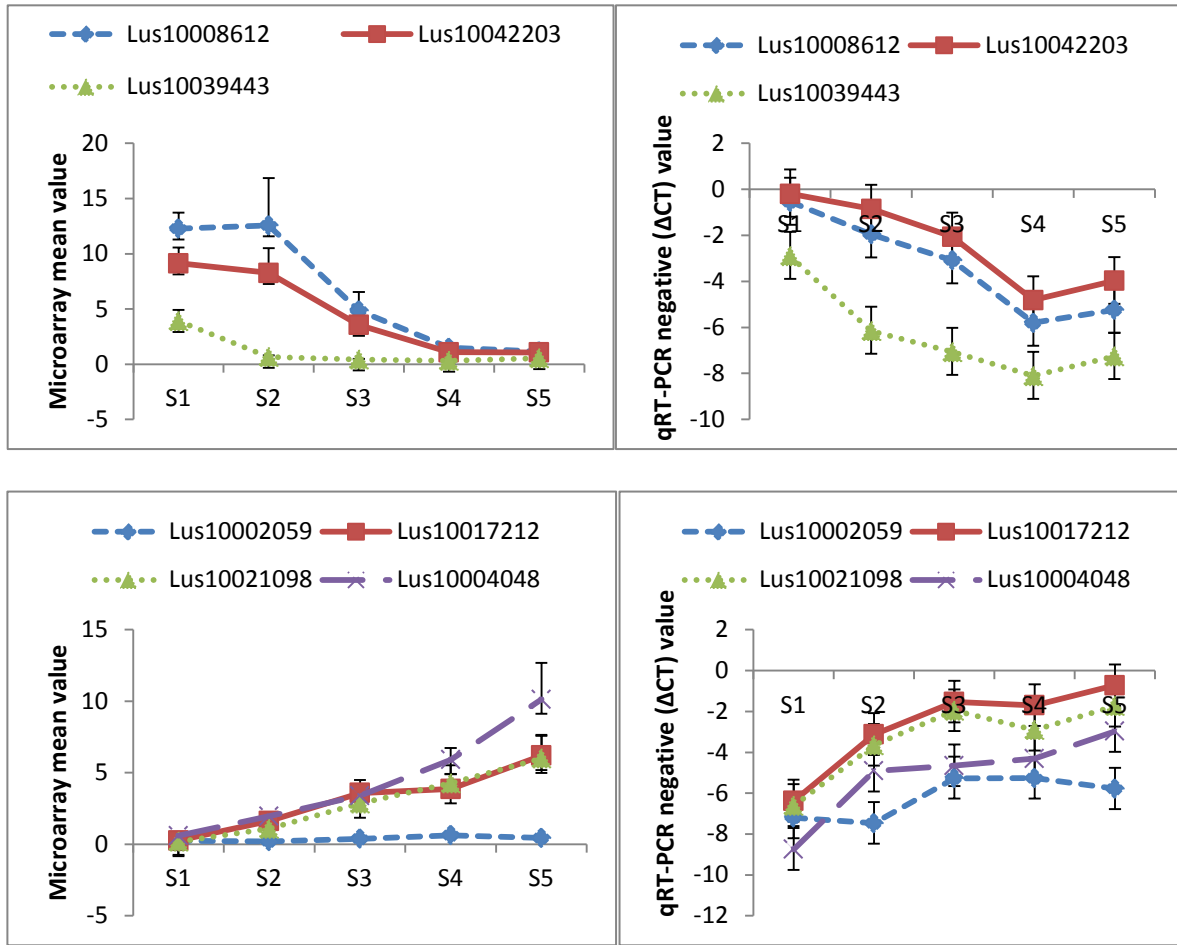 Lus10008612 Lus10042203
Lus10039443
Microarray mean value
20
15
10
5
0
-5
S1 S2 S3 S4 S5
Lus10008612 Lus10042203
Lus10039443
qRT-PCR negative (ΔCT) value
2
0
-2
-4
-6
-8
-10
S1 S2 S3 S4 S5
Lus10002059 Lus10017212
Lus10021098 Lus10004048
Microarray mean value
15
10
5
0
-5
S1 S2 S3 S4 S5
Lus10002059 Lus10017212
Lus10021098 Lus10004048
qRT-PCR negative (ΔCT) value
2
0
-2
-4
-6
-8
-10
-12
S1 S2 S3 S4 S5